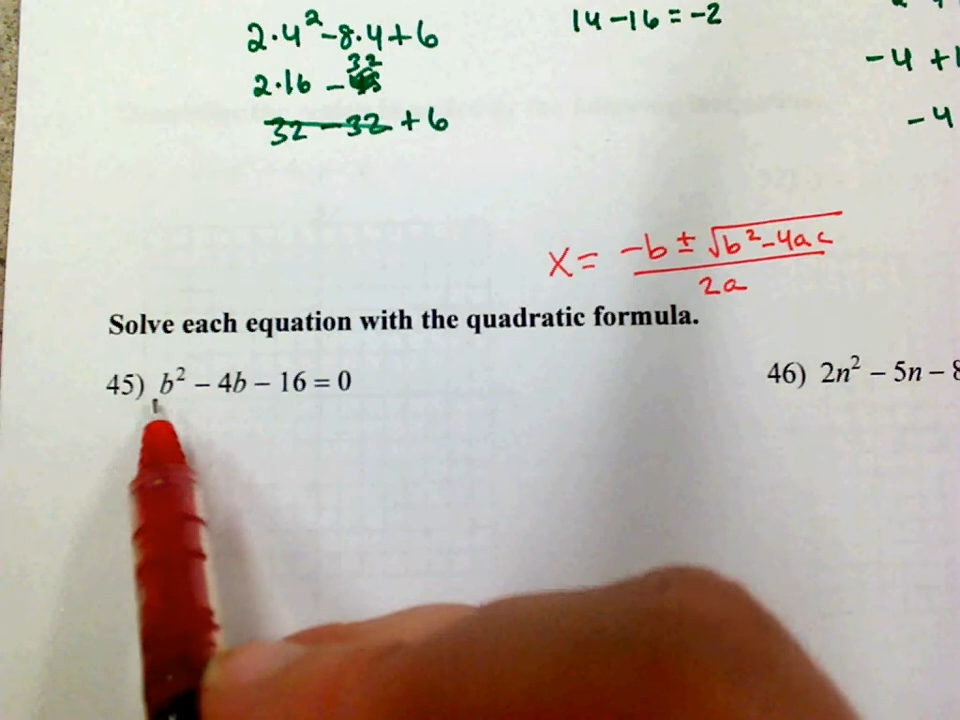 2·4²-8·4+6
14-16=-2
2·16-32
-4+
32-32+6
-4
x= -b±√b²-4ac
2a
Solve each equation with the quadratic formula.
45) b² − 4b − 16 = 0
46) 2n² − 5n − 8